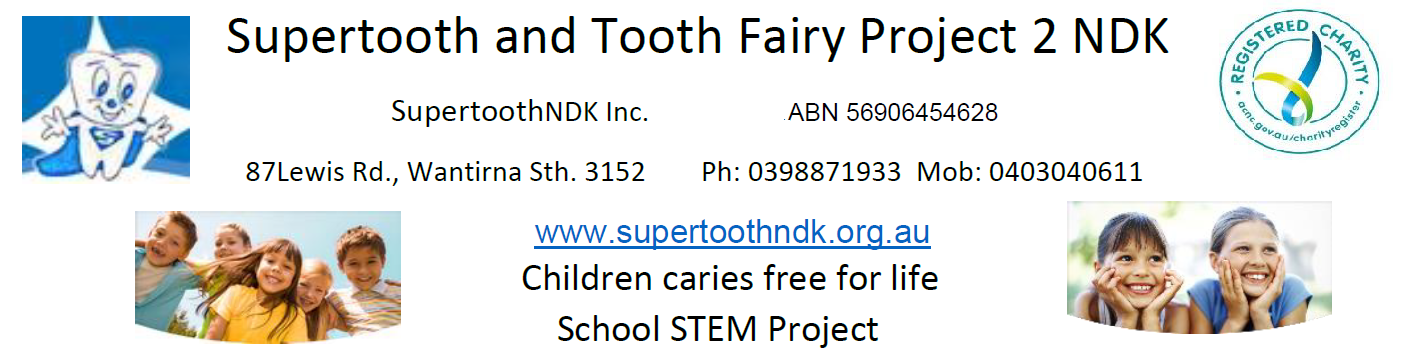 Supertooth and Tooth Fairy Project 2 NDK
SupertoothNDK Inc. ABN 56906454628
87Lewis Rd., Wantirna Sth. 3152 Ph: 0398871933 Mob: 0403040611
www.supertoothndk.org.au
Children caries free for life
School STEM Project
REGISTERED CHARITY
acnc.gov.au/charityregister
S